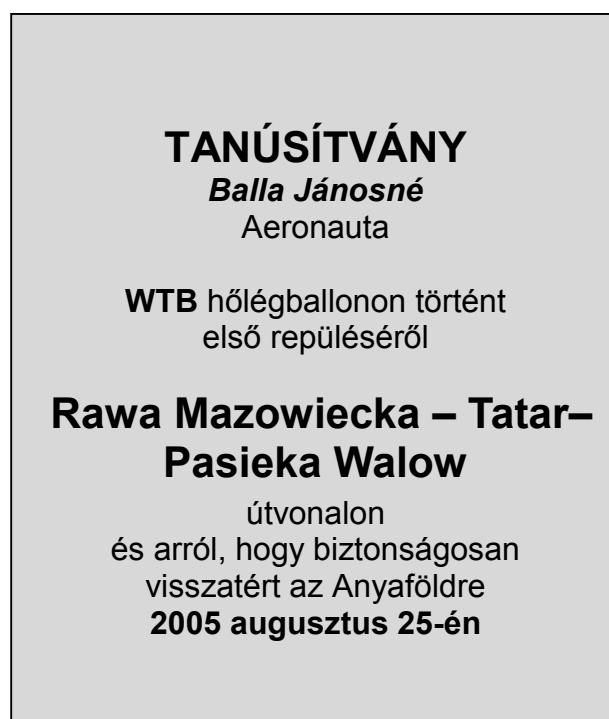 TANÚSÍTVÁNY
Balla Jánosné
Aeronauta
WTB hőlégballonon történt
első repüléséről
Rawa Mazowiecka – Tatar–
Pasieka Walow
útvonalon
és arról, hogy biztonságosan
visszatért az Anyaföldre
2005 augusztus 25-én